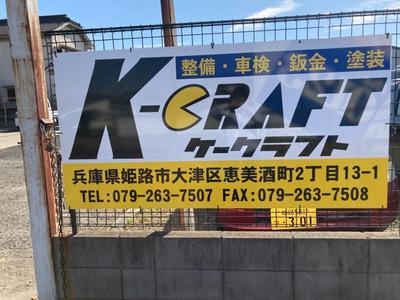 整備・車検・鈑金・塗装
K-CRAFT
ケークラフト
兵庫県姫路市大津区恵美酒町2丁目13-1
TEL:079-263-7507 FAX:079-263-7508